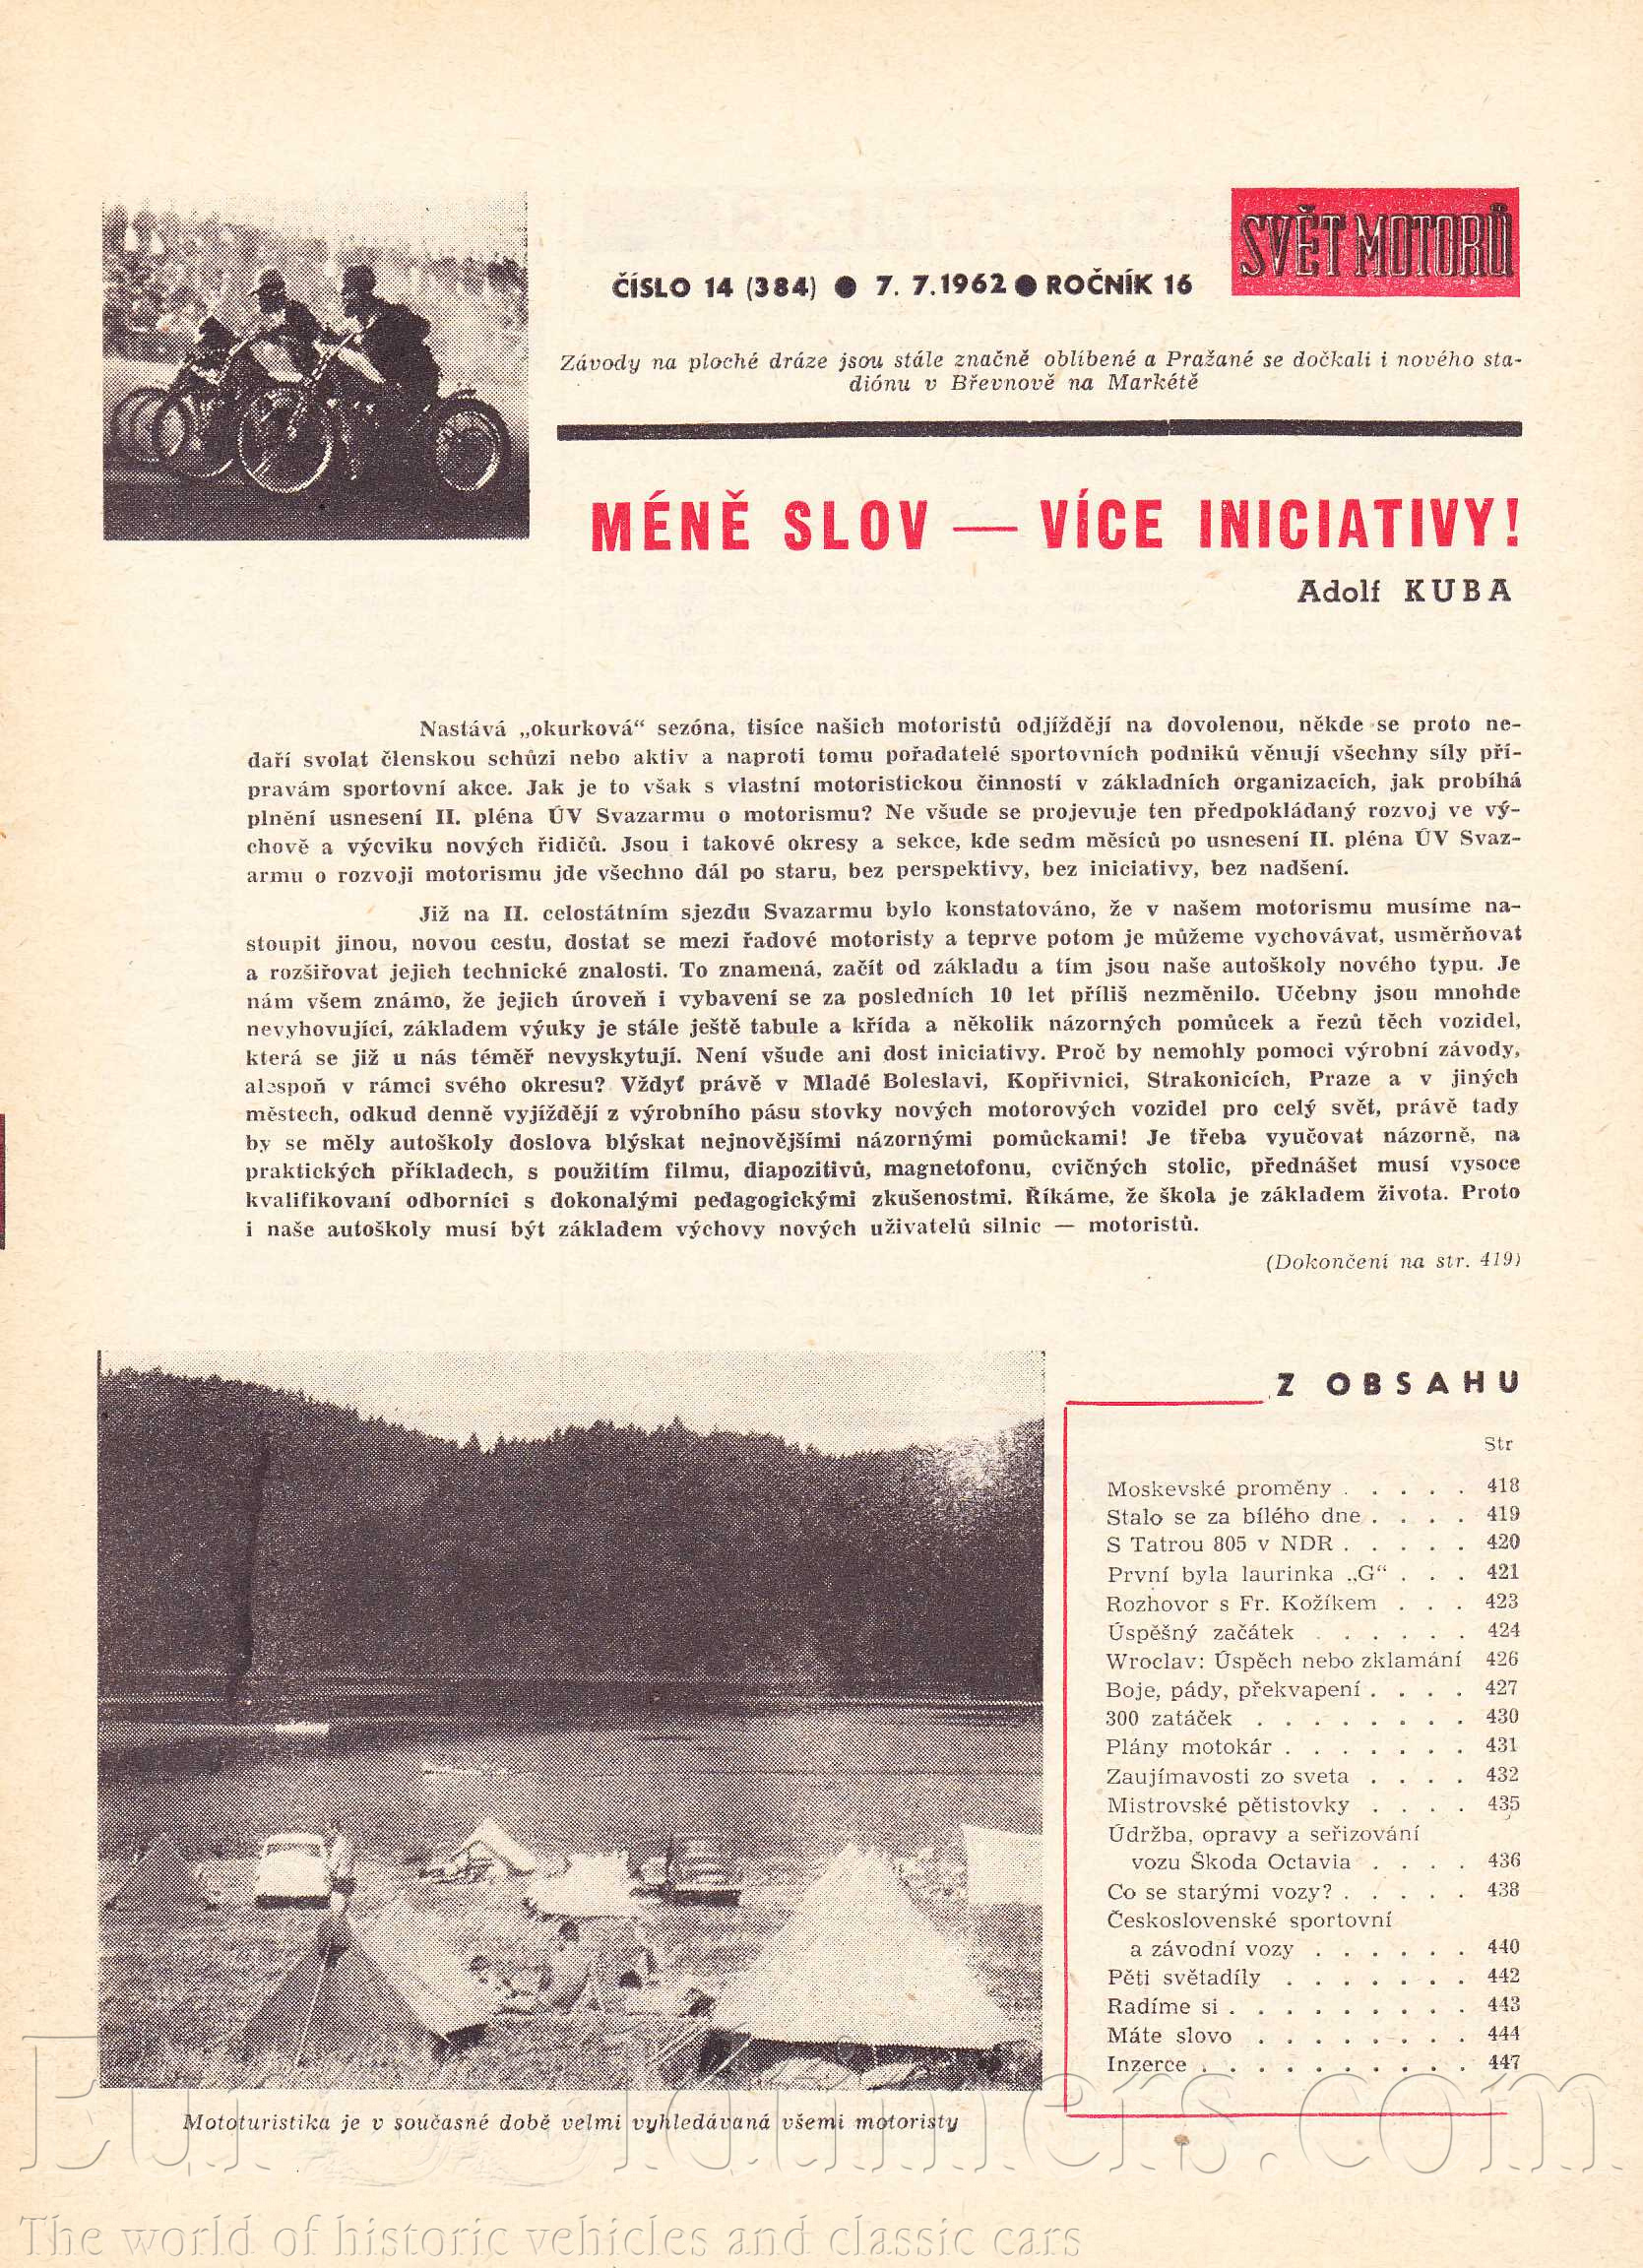 SVĚT MOTORŮ
ČÍSLO 14 (384) ● 7. 7. 1962 ● ROČNÍK 16
Závody na ploché dráze jsou stále značně oblíbené a Pražané se dočkali i nového sta-
diónu v Břevnově na Markétě
MÉNĚ SLOV — VÍCE INICIATIVY!
Adolf KUBA
Nastává „okurková“ sezóna, tisíce našich motoristů odjíždějí na dovolenou, někde se proto ne-
daří svolat členskou schůzi nebo aktiv a naproti tomu pořadatelé sportovních podniků věnují všechny síly pří-
pravám sportovní akce. Jak je to však s vlastní motoristickou činností v základních organizacích, jak probíhá
plnění usnesení II. pléna ÚV Svazarmu o motorismu? Ne všude se projevuje ten předpokládaný rozvoj ve vý-
chově a výcviku nových řidičů. Jsou i takové okresy a sekce, kde sedm měsíců po usnesení II. pléna ÚV Svaz-
armu o rozvoji motorismu jde všechno dál po staru, bez perspektivy, bez iniciativy, bez nadšení.
Již na II. celostátním sjezdu Svazarmu bylo konstatováno, že v našem motorismu musíme na-
stoupit jinou, novou cestu, dostat se mezi řadové motoristy a teprve potom je můžeme vychovávat, usměrňovat
a rozšiřovat jejich technické znalosti. To znamená, začít od základu a tím jsou naše autoškoly nového typu. Je
nám všem známo, že jejich úroveň i vybavení se za posledních 10 let příliš nezměnilo. Učebny jsou mnohde
nevyhovující, základem výuky je stále ještě tabule a křída a několik názorných pomůcek a řezů těch vozidel,
která se již u nás téměř nevyskytují. Není všude ani dost iniciativy. Proč by nemohly pomoci výrobní závody,
alespoň v rámci svého okresu? Vždyť právě v Mladé Boleslavi, Kopřivnici, Strakonicích, Praze a v jiných
městech, odkud denně vyjíždějí z výrobního pásu stovky nových motorových vozidel pro celý svět, právě tady
by se měly autoškoly doslova blýskat nejnovějšími názornými pomůckami! Je třeba vyučovat názorně, na
praktických příkladech, s použitím filmu, diapozitivů, magnetofonu, cvičných stolic, přednášet musí vysoce
kvalifikovaní odborníci s dokonalými pedagogickými zkušenostmi. Říkáme, že škola je základem života. Proto
i naše autoškoly musí být základem výchovy nových uživatelů silnic — motoristů.
(Dokončení na str. 419)
Z OBSAHU
Str
Moskevské proměny . . . . . 418
Stalo se za bílého dne . . . . 419
S Tatrou 805 v NDR . . . . . 420
První byla laurinka „G“ . . . 421
Rozhovor s Fr. Kožíkem . . . 423
Úspěšný začátek . . . . . . 424
Wroclav: Úspěch nebo zklamání 426
Boje, pády, překvapení . . . . 427
300 zatáček . . . . . . . . 430
Plány motokár . . . . . . . 431
Zaujímavosti zo sveta . . . . 432
Mistrovské pětistovky . . . . 435
Údržba, opravy a seřizování
vozu Škoda Octavia . . . . 436
Co se starými vozy? . . . . . 438
Československé sportovní
a závodní vozy . . . . . . 440
Pěti světadíly . . . . . . . 442
Radíme si . . . . . . . . . 443
Máte slovo . . . . . . . . 444
Inzerce . . . . . . . . . . 447
Mototuristika je v současné době velmi vyhledávaná všemi motoristy
The world of historic vehicles and classic cars